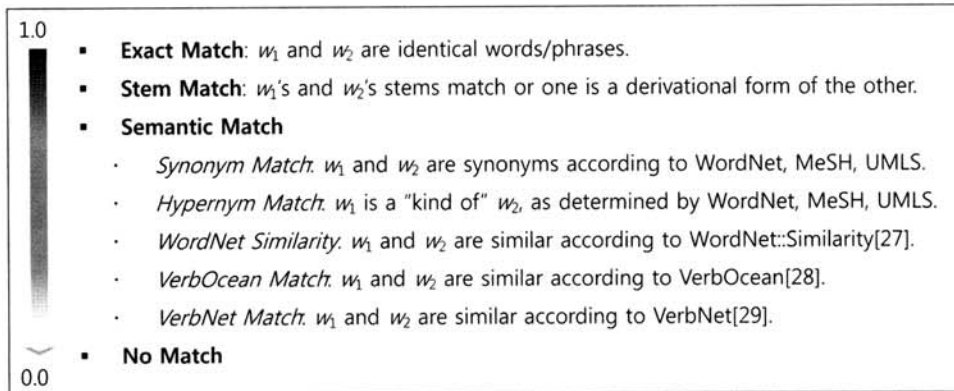 1.0
▪ Exact Match: w₁ and w₂ are identical words/phrases.
▪ Stem Match: w₁'s and w₂'s stems match or one is a derivational form of the other.
▪ Semantic Match
· Synonym Match. w₁ and w₂ are synonyms according to WordNet, MeSH, UMLS.
· Hypernym Match. w₁ is a "kind of" w₂, as determined by WordNet, MeSH, UMLS.
· WordNet Similarity. w₁ and w₂ are similar according to WordNet::Similarity[27].
· VerbOcean Match. w₁ and w₂ are similar according to VerbOcean[28].
· VerbNet Match. w₁ and w₂ are similar according to VerbNet[29].
▪ No Match
0.0